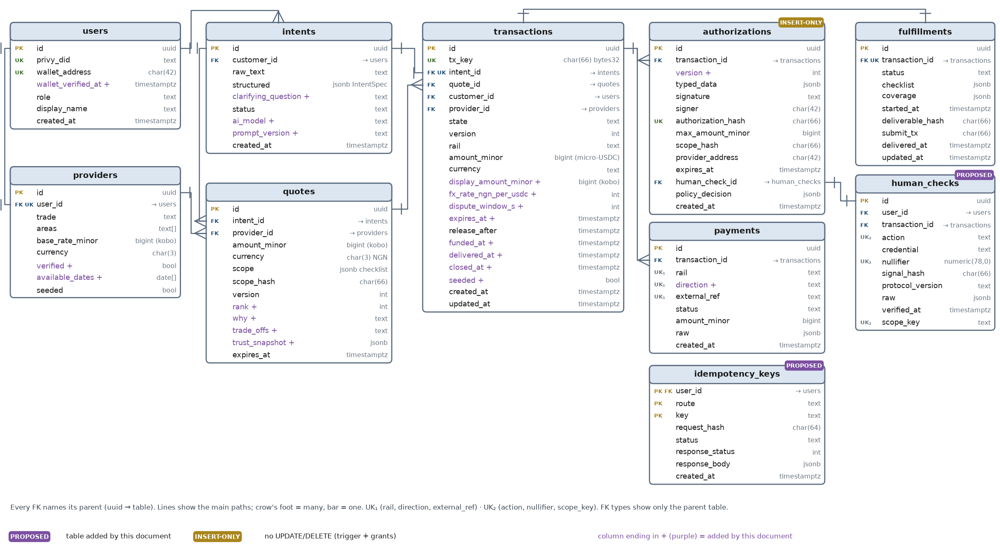 users
PK id uuid
UK privy_did text
UK wallet_address char(42)
wallet_verified_at + timestamptz
role text
display_name text
created_at timestamptz
providers
PK id uuid
FK UK user_id → users
trade text
areas text[]
base_rate_minor bigint (kobo)
currency char(3)
verified + bool
available_dates + date[]
seeded bool
intents
PK id uuid
FK customer_id → users
raw_text text
structured jsonb IntentSpec
clarifying_question + text
status text
ai_model + text
prompt_version + text
created_at timestamptz
quotes
PK id uuid
FK intent_id → intents
FK provider_id → providers
amount_minor bigint (kobo)
currency char(3) NGN
scope jsonb checklist
scope_hash char(66)
version int
rank + int
why + text
trade_offs + text
trust_snapshot + jsonb
expires_at timestamptz
transactions
PK id uuid
UK tx_key char(66) bytes32
FK UK intent_id → intents
FK quote_id → quotes
FK customer_id → users
FK provider_id → providers
state text
version int
rail text
amount_minor bigint (micro-USDC)
currency text
display_amount_minor + bigint (kobo)
fx_rate_ngn_per_usdc + int
dispute_window_s + int
expires_at + timestamptz
release_after timestamptz
funded_at + timestamptz
delivered_at + timestamptz
closed_at + timestamptz
seeded + bool
created_at timestamptz
updated_at timestamptz
INSERT-ONLY
authorizations
PK id uuid
FK transaction_id → transactions
version + int
typed_data jsonb
signature text
signer char(42)
UK authorization_hash char(66)
max_amount_minor bigint
scope_hash char(66)
provider_address char(42)
expires_at timestamptz
FK human_check_id → human_checks
policy_decision jsonb
created_at timestamptz
payments
PK id uuid
FK transaction_id → transactions
UK₁ rail text
UK₁ direction + text
UK₁ external_ref text
status text
amount_minor bigint
raw jsonb
created_at timestamptz
PROPOSED
idempotency_keys
PK FK user_id → users
PK route text
PK key text
request_hash char(64)
status text
response_status int
response_body jsonb
created_at timestamptz
fulfillments
PK id uuid
FK UK transaction_id → transactions
status text
checklist jsonb
coverage jsonb
started_at timestamptz
deliverable_hash char(66)
submit_tx char(66)
delivered_at timestamptz
updated_at timestamptz
PROPOSED
human_checks
PK id uuid
FK user_id → users
FK transaction_id → transactions
UK₂ action text
credential text
UK₂ nullifier numeric(78,0)
signal_hash char(66)
protocol_version text
raw jsonb
verified_at timestamptz
UK₂ scope_key text
Every FK names its parent (uuid → table). Lines show the main paths; crow's foot = many, bar = one. UK₁ (rail, direction, external_ref) · UK₂ (action, nullifier, scope_key). FK types show only the parent table.
PROPOSED table added by this document INSERT-ONLY no UPDATE/DELETE (trigger + grants) column ending in + (purple) = added by this document